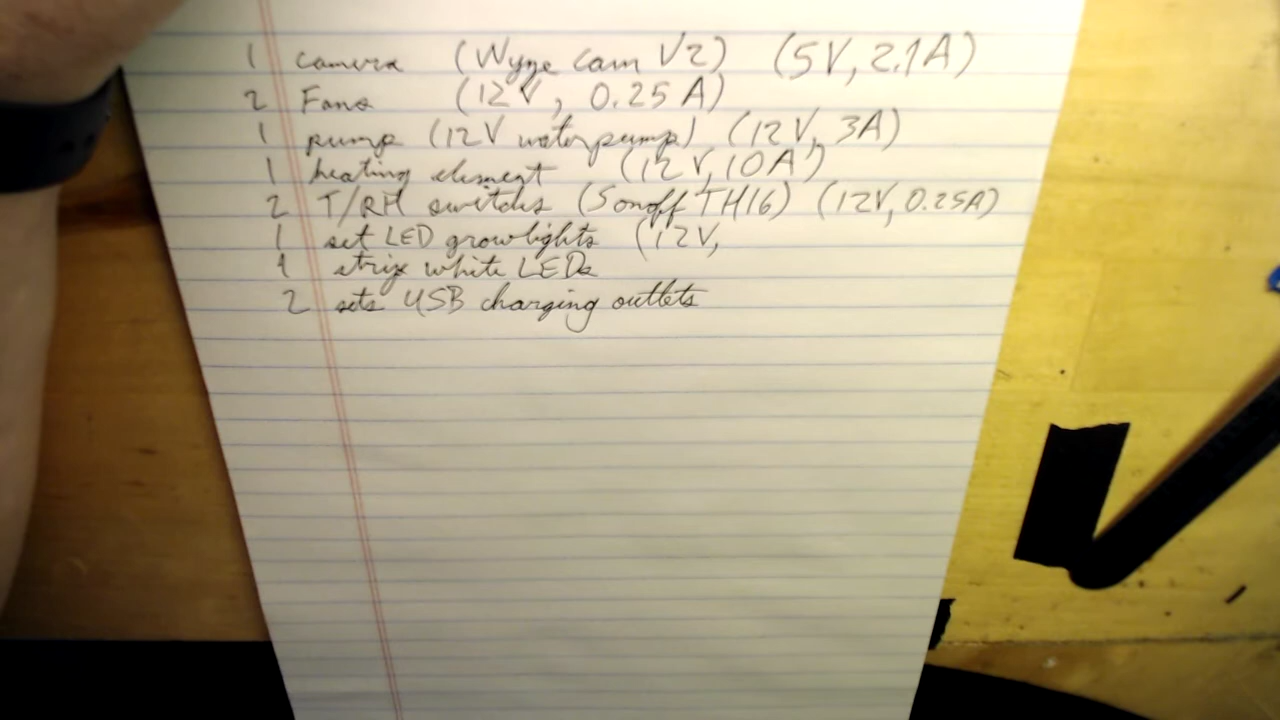 1 camera (Wyze cam V2) (5V, 2.1A)
2 Fans (12V, 0.25A)
1 pump (12V waterpump) (12V, 3A)
1 heating element (12V, 10A)
2 T/RH switches (Sonoff TH16) (12V, 0.25A)
1 set LED growlights (12V,
1 strip white LEDs
2 sets USB charging outlets